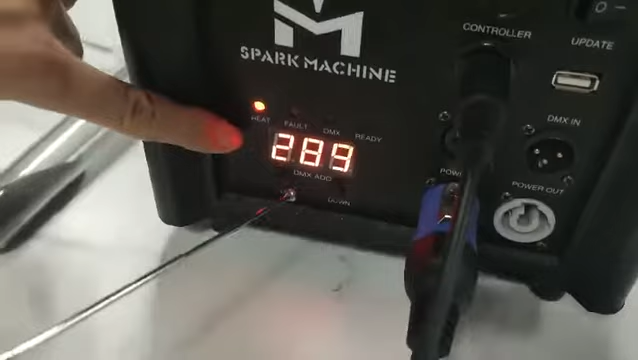 M
SPARK MACHINE
CONTROLLER
UPDATE
HEAT
FAULT
DMX
READY
289
DMX ADD
DOWN
DMX IN
POWER OUT